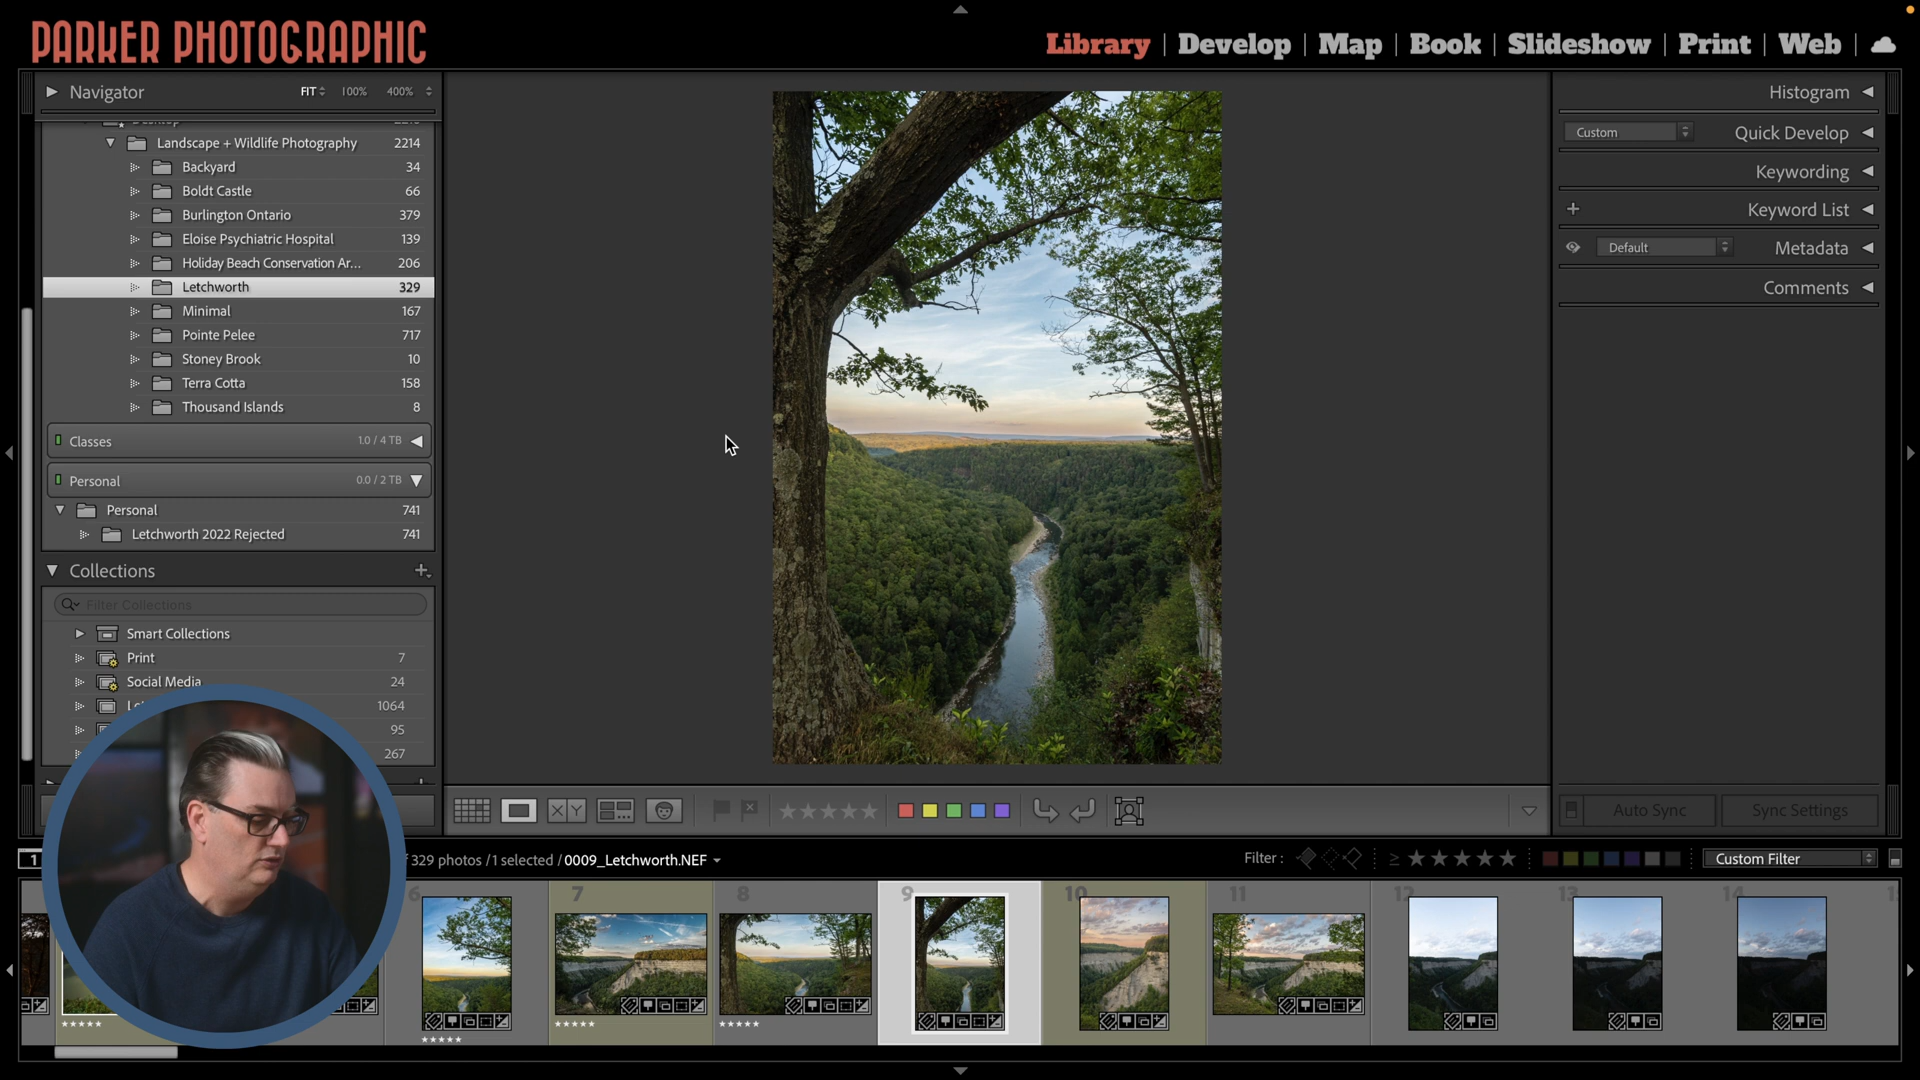 PARKER PHOTOGRAPHIC
Library | Develop | Map | Book | Slideshow | Print | Web
Navigator FIT 100% 400%
Landscape + Wildlife Photography 2214
Backyard 34
Boldt Castle 66
Burlington Ontario 379
Eloise Psychiatric Hospital 139
Holiday Beach Conservation Ar... 206
Letchworth 329
Minimal 167
Pointe Pelee 717
Stoney Brook 10
Terra Cotta 158
Thousand Islands 8
Classes 1.0 / 4 TB
Personal 0.0 / 2 TB
Personal 741
Letchworth 2022 Rejected 741
Collections
Filter Collections
Smart Collections
Print 7
Social Media 24
1064
95
267
Histogram
Custom Quick Develop
Keywording
Keyword List
Default Metadata
Comments
X Y
Auto Sync Sync Settings
1
329 photos / 1 selected / 0009_Letchworth.NEF
Filter : ≥ Custom Filter
6 7 8 9 10 11 12 13 14